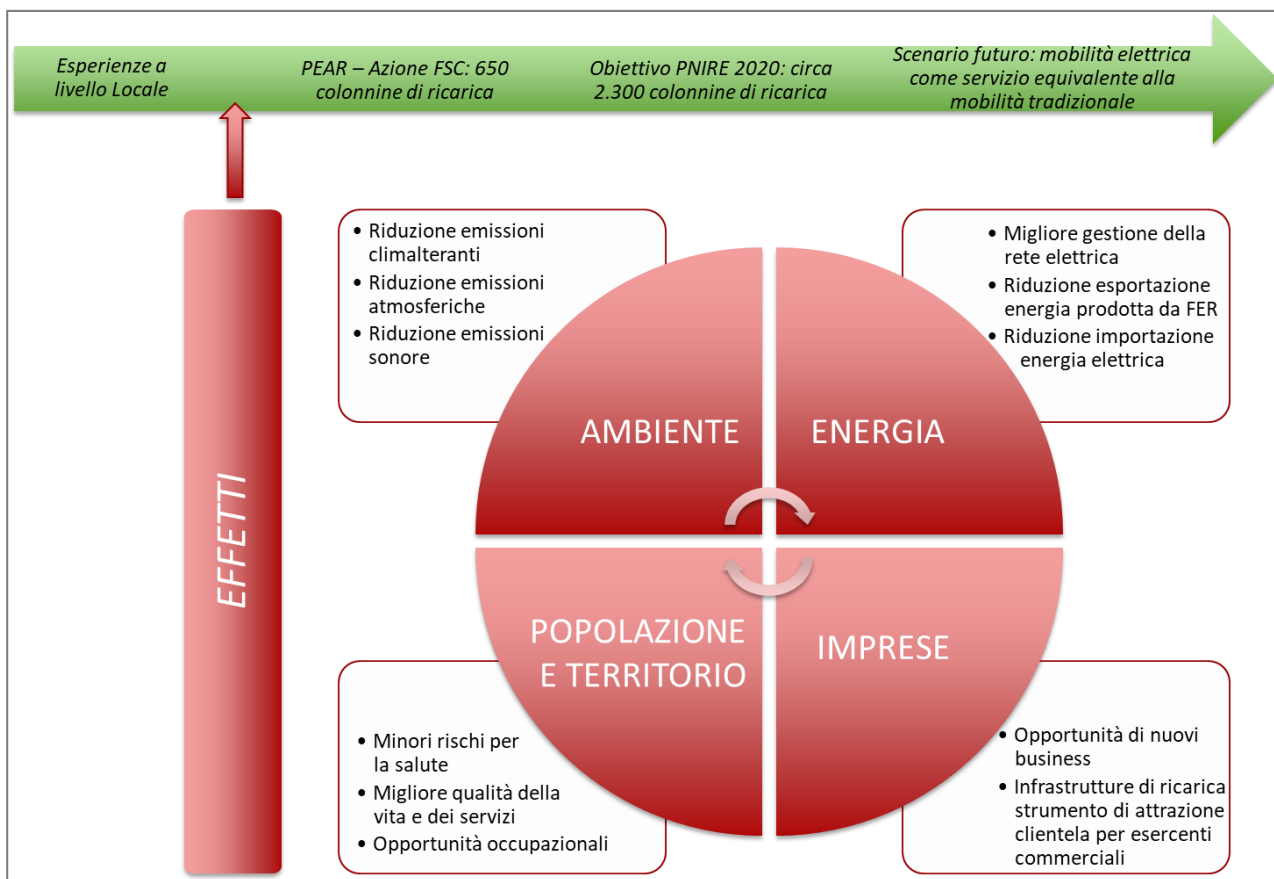 Esperienze a
livello Locale
PEAR – Azione FSC: 650
colonnine di ricarica
Obiettivo PNIRE 2020: circa
2.300 colonnine di ricarica
Scenario futuro: mobilità elettrica
come servizio equivalente alla
mobilità tradizionale
EFFETTI
• Riduzione emissioni
climalteranti
• Riduzione emissioni
atmosferiche
• Riduzione emissioni
sonore
• Migliore gestione della
rete elettrica
• Riduzione esportazione
energia prodotta da FER
• Riduzione importazione
energia elettrica
AMBIENTE
ENERGIA
POPOLAZIONE
E TERRITORIO
IMPRESE
• Minori rischi per
la salute
• Migliore qualità della
vita e dei servizi
• Opportunità occupazionali
• Opportunità di nuovi
business
• Infrastrutture di ricarica
strumento di attrazione
clientela per esercenti
commerciali